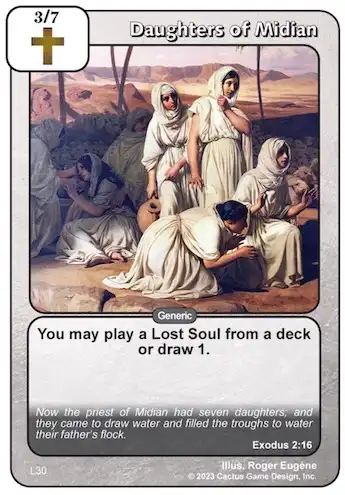 3/7
Daughters of Midian
Generic
You may play a Lost Soul from a deck
or draw 1.
Now the priest of Midian had seven daughters; and
they came to draw water and filled the troughs to water
their father's flock.
Exodus 2:16
Illus. Roger Eugéne
L30
© 2023 Cactus Game Design, Inc.